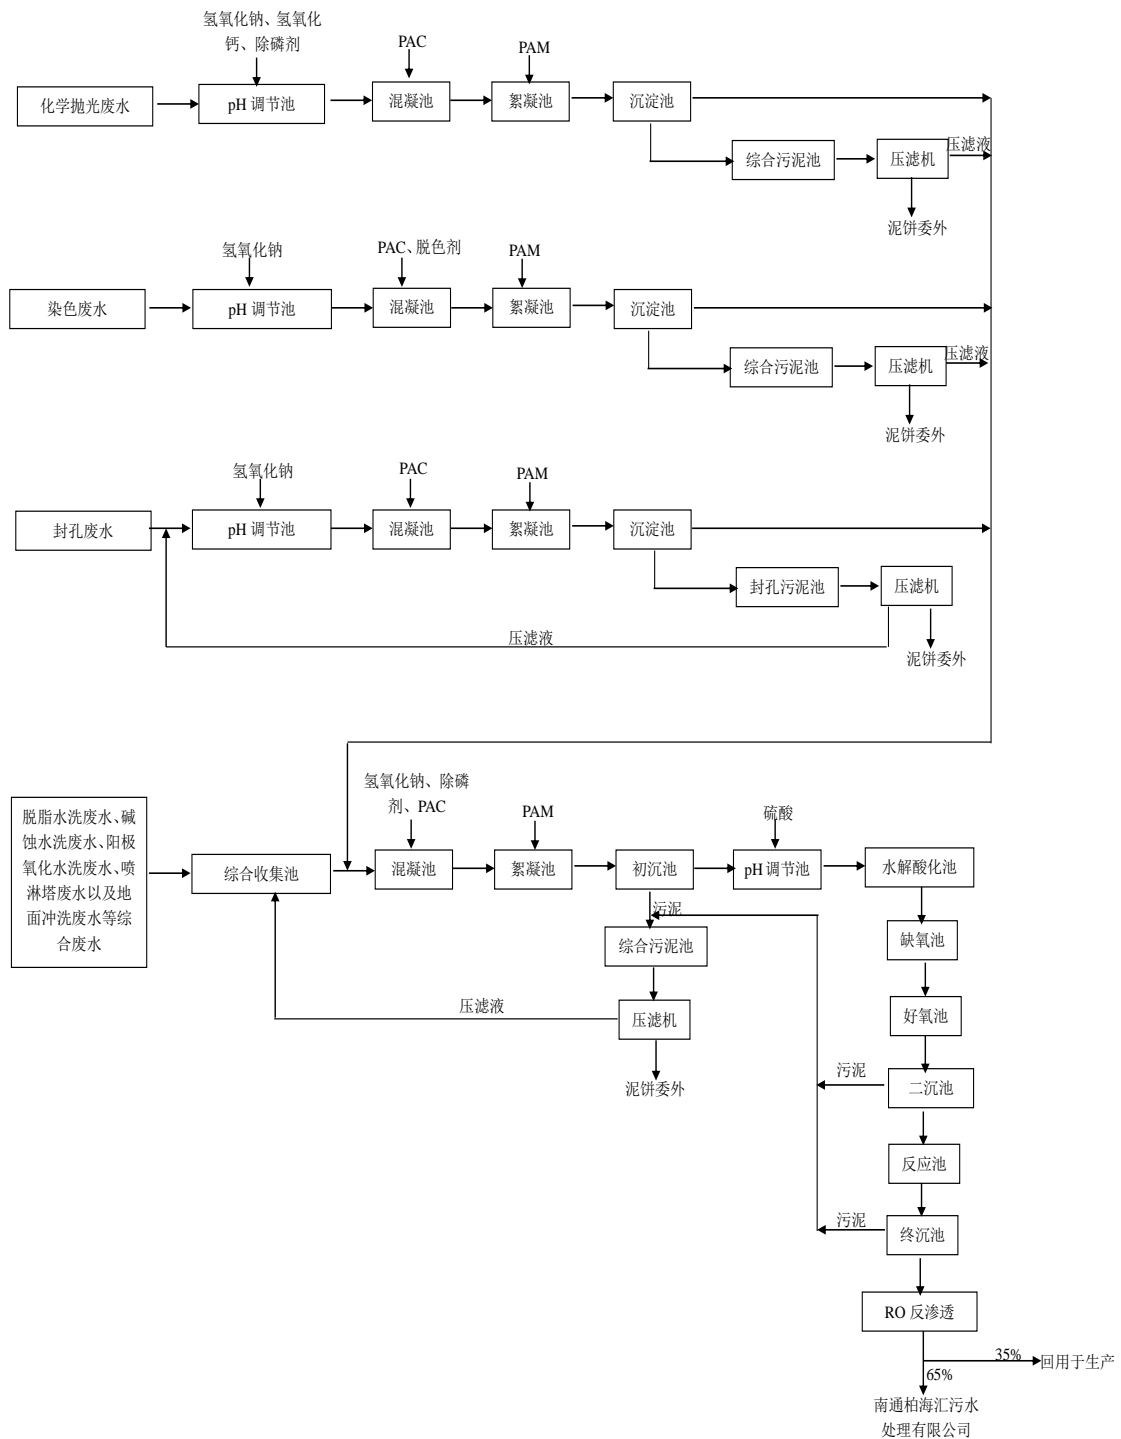 氢氧化钠、氢氧化
钙、除磷剂
PAC
PAM
化学抛光废水
pH 调节池
混凝池
絮凝池
沉淀池
综合污泥池
压滤机
压滤液
泥饼委外
氢氧化钠
PAC、脱色剂
PAM
染色废水
pH 调节池
混凝池
絮凝池
沉淀池
综合污泥池
压滤机
压滤液
泥饼委外
氢氧化钠
PAC
PAM
封孔废水
pH 调节池
混凝池
絮凝池
沉淀池
封孔污泥池
压滤机
压滤液
泥饼委外
氢氧化钠、除磷
剂、PAC
PAM
硫酸
脱脂水洗废水、碱
蚀水洗废水、阳极
氧化水洗废水、喷
淋塔废水以及地
面冲洗废水等综
合废水
综合收集池
混凝池
絮凝池
初沉池
pH 调节池
水解酸化池
污泥
综合污泥池
缺氧池
压滤液
压滤机
好氧池
泥饼委外
污泥
二沉池
反应池
污泥
终沉池
RO 反渗透
35%
回用于生产
65%
南通柏海汇污水
处理有限公司